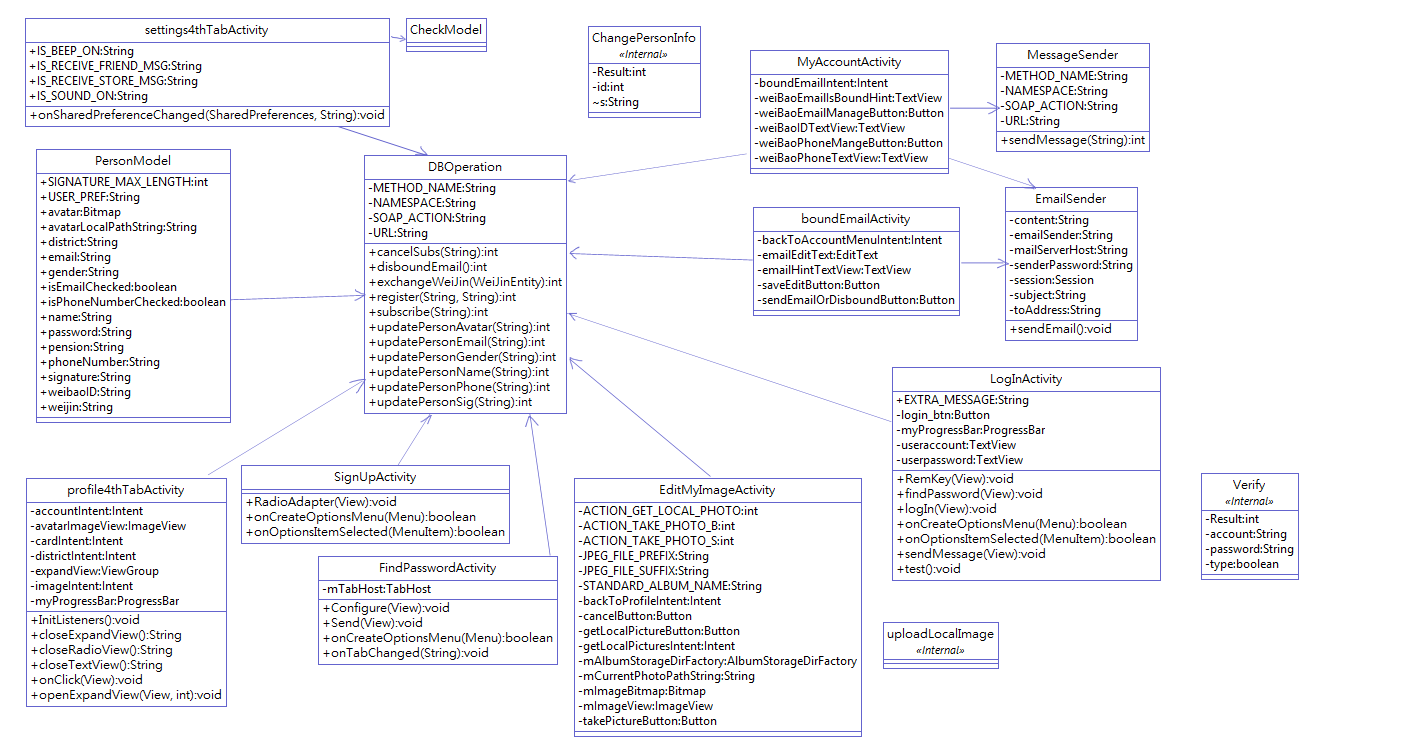 settings4thTabActivity
+IS_BEEP_ON:String
+IS_RECEIVE_FRIEND_MSG:String
+IS_RECEIVE_STORE_MSG:String
+IS_SOUND_ON:String
+onSharedPreferenceChanged(SharedPreferences, String):void
CheckModel
ChangePersonInfo
«Internal»
-Result:int
-id:int
~s:String
MyAccountActivity
-boundEmailIntent:Intent
-weiBaoEmailIsBoundHint:TextView
-weiBaoEmailManageButton:Button
-weiBaoIDTextView:TextView
-weiBaoPhoneMangeButton:Button
-weiBaoPhoneTextView:TextView
MessageSender
-METHOD_NAME:String
-NAMESPACE:String
-SOAP_ACTION:String
-URL:String
+sendMessage(String):int
PersonModel
+SIGNATURE_MAX_LENGTH:int
+USER_PREF:String
+avatar:Bitmap
+avatarLocalPathString:String
+district:String
+email:String
+gender:String
+isEmailChecked:boolean
+isPhoneNumberChecked:boolean
+name:String
+password:String
+pension:String
+phoneNumber:String
+signature:String
+weibaoID:String
+weijin:String
DBOperation
-METHOD_NAME:String
-NAMESPACE:String
-SOAP_ACTION:String
-URL:String
+cancelSubs(String):int
+disboundEmail():int
+exchangeWeiJin(WeiJinEntity):int
+register(String, String):int
+subscribe(String):int
+updatePersonAvatar(String):int
+updatePersonEmail(String):int
+updatePersonGender(String):int
+updatePersonName(String):int
+updatePersonPhone(String):int
+updatePersonSig(String):int
boundEmailActivity
-backToAccountMenuIntent:Intent
-emailEditText:EditText
-emailHintTextView:TextView
-saveEditButton:Button
-sendEmailOrDisboundButton:Button
EmailSender
-content:String
-emailSender:String
-mailServerHost:String
-senderPassword:String
-session:Session
-subject:String
-toAddress:String
+sendEmail():void
LogInActivity
+EXTRA_MESSAGE:String
-login_btn:Button
-myProgressBar:ProgressBar
-useraccount:TextView
-userpassword:TextView
+RemKey(View):void
+findPassword(View):void
+logIn(View):void
+onCreateOptionsMenu(Menu):boolean
+onOptionsItemSelected(MenuItem):boolean
+sendMessage(View):void
+test():void
profile4thTabActivity
-accountIntent:Intent
-avatarImageView:ImageView
-cardIntent:Intent
-districtIntent:Intent
-expandView:ViewGroup
-imageIntent:Intent
-myProgressBar:ProgressBar
+InitListeners():void
+closeExpandView():String
+closeRadioView():String
+closeTextView():String
+onClick(View):void
+openExpandView(View, int):void
SignUpActivity
+RadioAdapter(View):void
+onCreateOptionsMenu(Menu):boolean
+onOptionsItemSelected(MenuItem):boolean
FindPasswordActivity
-mTabHost:TabHost
+Configure(View):void
+Send(View):void
+onCreateOptionsMenu(Menu):boolean
+onTabChanged(String):void
EditMyImageActivity
-ACTION_GET_LOCAL_PHOTO:int
-ACTION_TAKE_PHOTO_B:int
-ACTION_TAKE_PHOTO_S:int
-JPEG_FILE_PREFIX:String
-JPEG_FILE_SUFFIX:String
-STANDARD_ALBUM_NAME:String
-backToProfileIntent:Intent
-cancelButton:Button
-getLocalPictureButton:Button
-getLocalPicturesIntent:Intent
-mAlbumStorageDirFactory:AlbumStorageDirFactory
-mCurrentPhotoPathString:String
-mImageBitmap:Bitmap
-mImageView:ImageView
-takePictureButton:Button
Verify
«Internal»
-Result:int
-account:String
-password:String
-type:boolean
uploadLocalImage
«Internal»